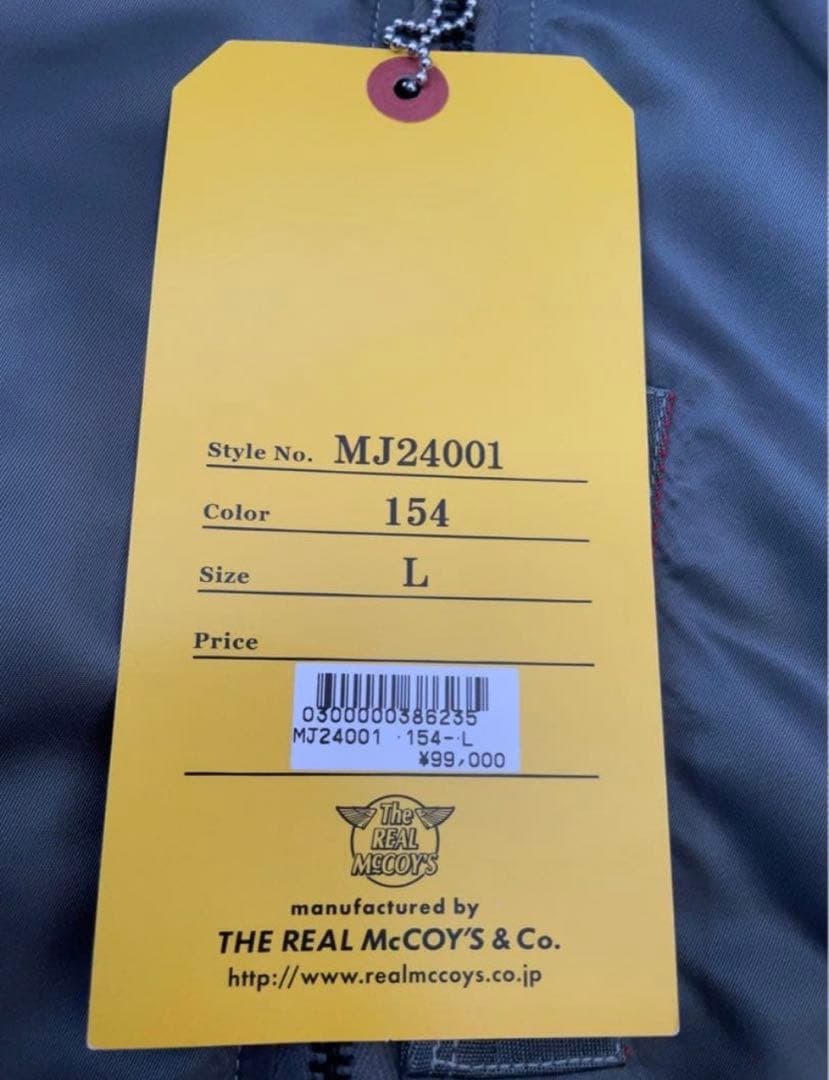 Style No. MJ24001
Color 154
Size L
Price
0300000386235
MJ24001 ·154-·L
¥99,000
The
REAL
McCOY'S
manufactured by
THE REAL McCOY'S & Co.
http://www.realmccoys.co.jp